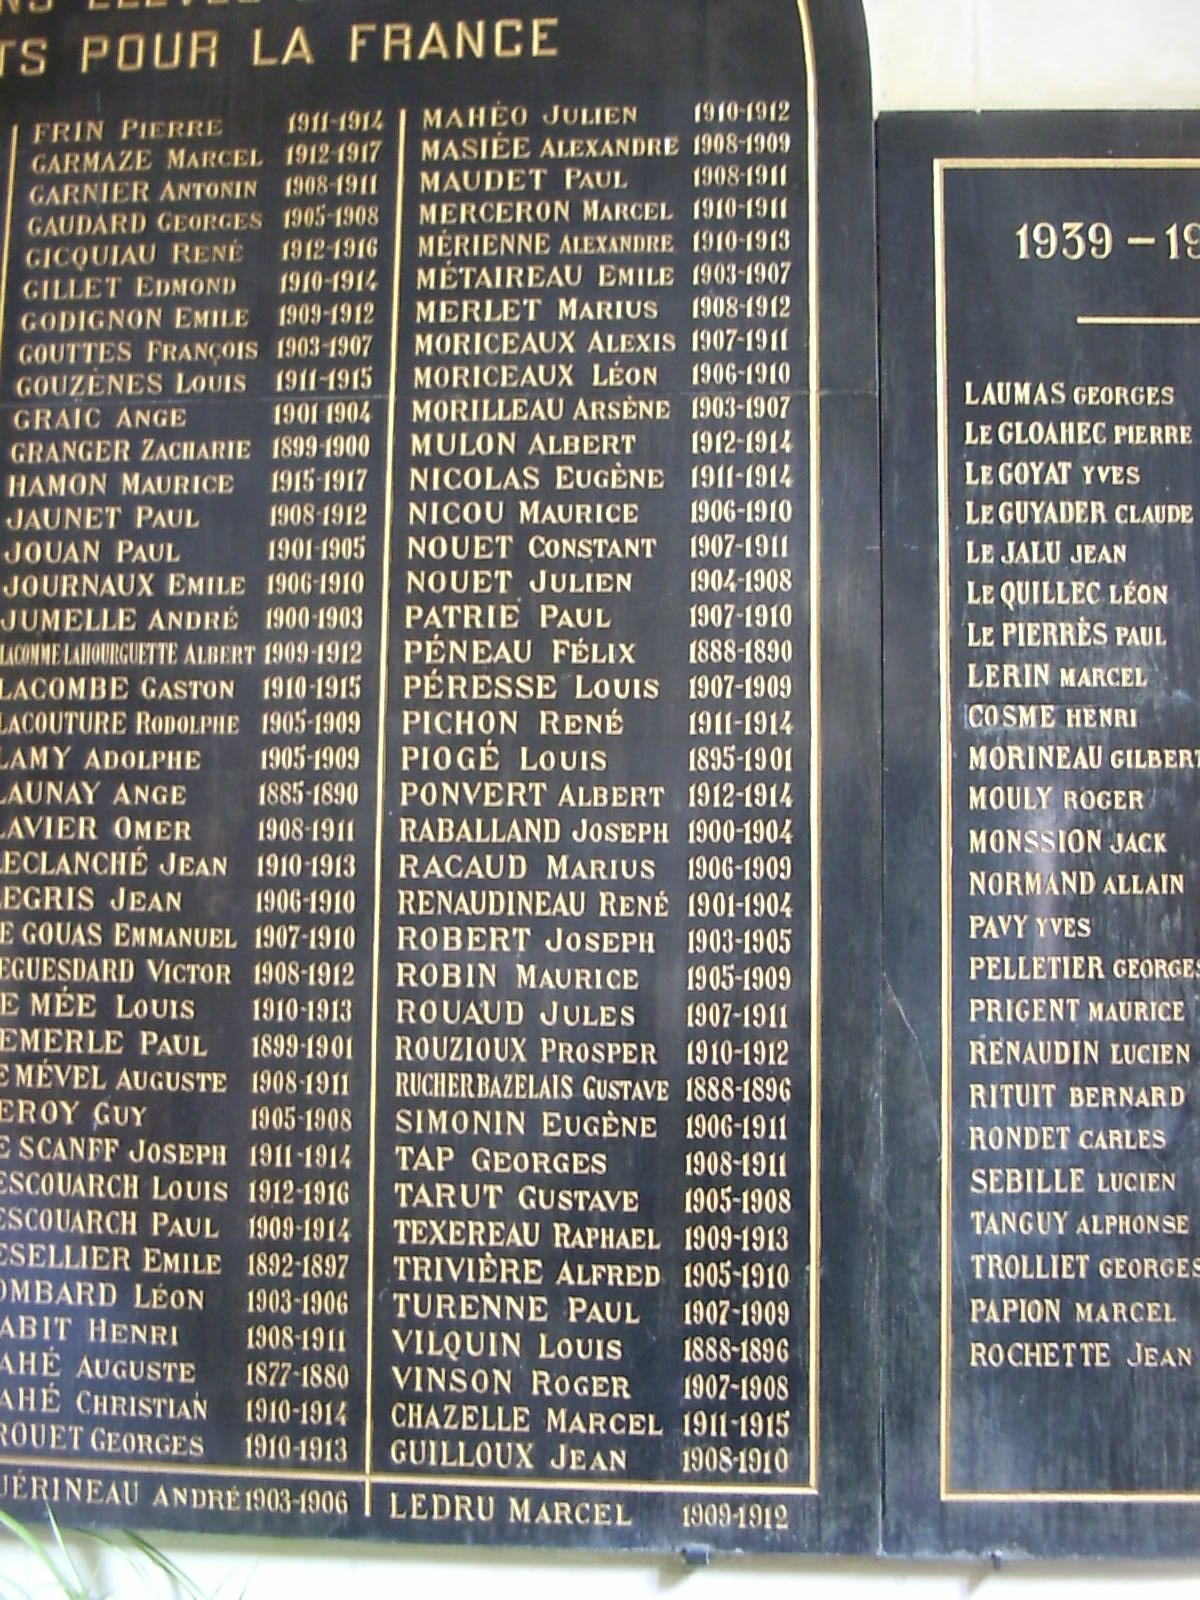 POUR LA FRANCE
FRIN PIERRE 1911-1914
GARMAZE MARCEL 1912-1917
GARNIER ANTONIN 1908-1911
GAUDARD GEORGES 1905-1908
GICQUIAU RENÉ 1912-1916
GILLET EDMOND 1910-1914
GODIGNON EMILE 1909-1912
GOUTTES FRANÇOIS 1903-1907
GOUZÈNES LOUIS 1911-1915
GRAIC ANGE 1901 1904
GRANGER ZACHARIE 1899-1900
HAMON MAURICE 1915-1917
JAUNET PAUL 1908-1912
JOUAN PAUL 1901-1905
JOURNAUX EMILE 1906-1910
JUMELLE ANDRÉ 1900-1903
LACOMME-LAHOURGUETTE ALBERT 1909-1912
LACOMBE GASTON 1910-1915
LACOUTURE RODOLPHE 1905-1909
LAMY ADOLPHE 1905-1909
LAUNAY ANGE 1885-1890
LAVIER OMER 1908-1911
LECLANCHÉ JEAN 1910-1913
LEGRIS JEAN 1906-1910
E GOUAS EMMANUEL 1907-1910
EGUESDARD VICTOR 1908-1912
E MÉE LOUIS 1910-1913
EMERLE PAUL 1899-1901
E MÉVEL AUGUSTE 1908-1911
EROY GUY 1905-1908
E SCANFF JOSEPH 1911-1914
ESCOUARCH LOUIS 1912-1916
ESCOUARCH PAUL 1909-1914
ESELLIER EMILE 1892-1897
OMBARD LÉON 1903-1906
ABIT HENRI 1908-1911
AHÉ AUGUSTE 1877-1880
AHÉ CHRISTIAN 1910-1914
ROUET GEORGES 1910-1913
UÉRINEAU ANDRÉ 1903-1906
MAHÉO JULIEN 1910-1912
MASIÉE ALEXANDRE 1908-1909
MAUDET PAUL 1908-1911
MERCERON MARCEL 1910-1911
MÉRIENNE ALEXANDRE 1910-1913
MÉTAIREAU EMILE 1903-1907
MERLET MARIUS 1908-1912
MORICEAUX ALEXIS 1907-1911
MORICEAUX LÉON 1906-1910
MORILLEAU ARSÈNE 1903-1907
MULON ALBERT 1912-1914
NICOLAS EUGÈNE 1911-1914
NICOU MAURICE 1906-1910
NOUET CONSTANT 1907-1911
NOUET JULIEN 1904-1908
PATRIE PAUL 1907-1910
PÉNEAU FÉLIX 1888-1890
PÉRESSE LOUIS 1907-1909
PICHON RENÉ 1911-1914
PIOGÉ LOUIS 1895-1901
PONVERT ALBERT 1912-1914
RABALLAND JOSEPH 1900-1904
RACAUD MARIUS 1906-1909
RENAUDINEAU RENÉ 1901-1904
ROBERT JOSEPH 1903-1905
ROBIN MAURICE 1905-1909
ROUAUD JULES 1907-1911
ROUZIOUX PROSPER 1910-1912
RUCHER BAZELAIS GUSTAVE 1888-1896
SIMONIN EUGÈNE 1906-1911
TAP GEORGES 1908-1911
TARUT GUSTAVE 1905-1908
TEXEREAU RAPHAEL 1909-1913
TRIVIÈRE ALFRED 1905-1910
TURENNE PAUL 1907-1909
VILQUIN LOUIS 1888-1896
VINSON ROGER 1907-1908
CHAZELLE MARCEL 1911-1915
GUILLOUX JEAN 1908-1910
LEDRU MARCEL 1909-1912
1939-19
LAUMAS GEORGES
LE GLOAHEC PIERRE
LE GOYAT YVES
LE GUYADER CLAUDE
LE JALU JEAN
LE QUILLEC LÉON
LE PIERRÈS PAUL
LERIN MARCEL
COSME HENRI
MORINEAU GILBERT
MOULY ROGER
MONSSION JACK
NORMAND ALLAIN
PAVY YVES
PELLETIER GEORGES
PRIGENT MAURICE
RENAUDIN LUCIEN
RITUIT BERNARD
RONDET CARLES
SEBILLE LUCIEN
TANGUY ALPHONSE
TROLLIET GEORGES
PAPION MARCEL
ROCHETTE JEAN